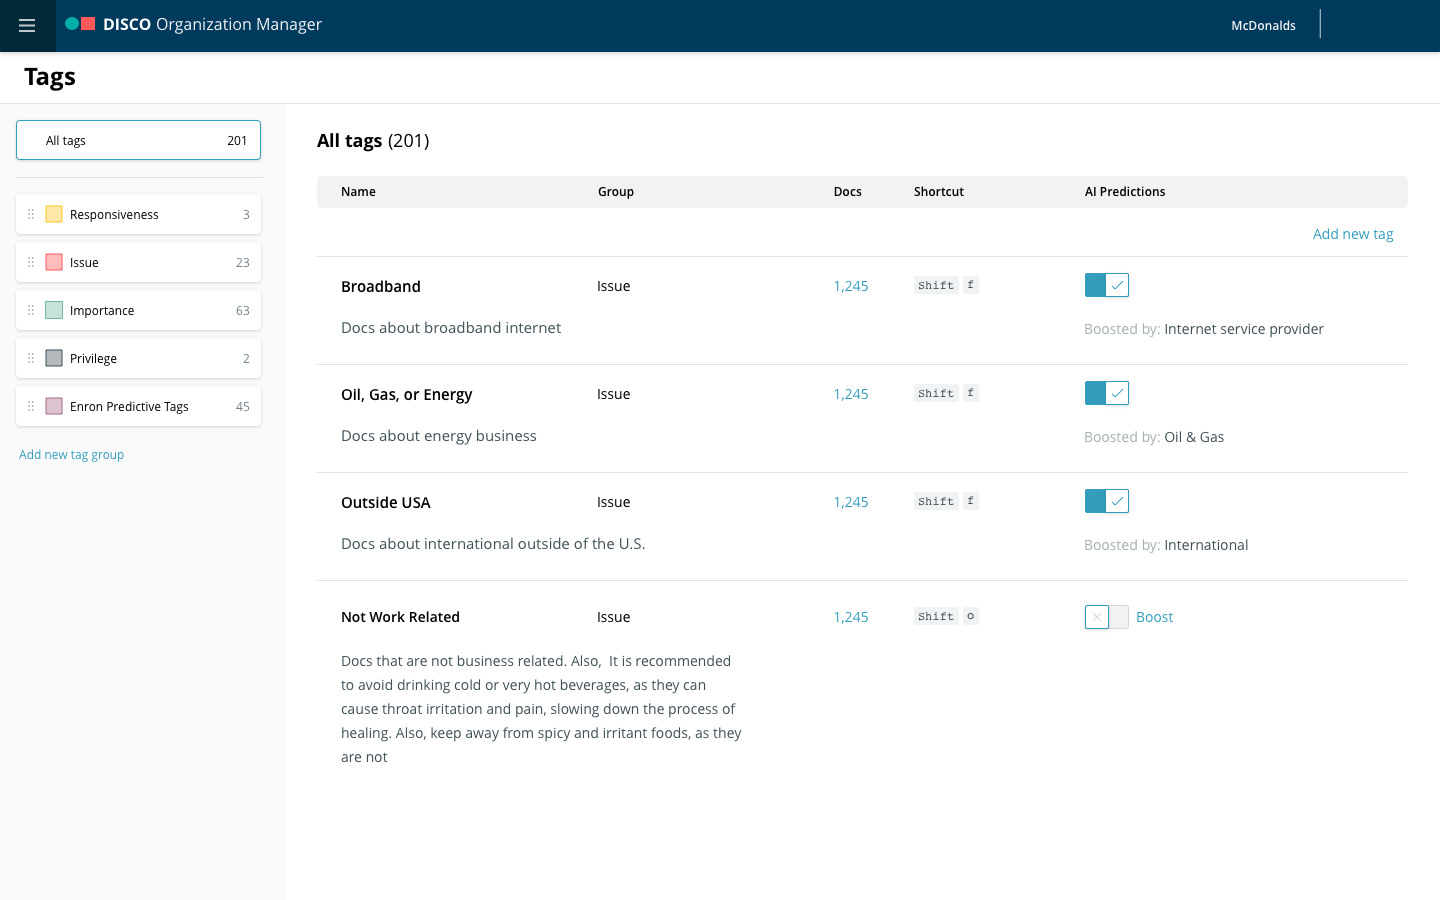 DISCO Organization Manager
McDonalds
Tags
All tags 201
Responsiveness 3
Issue 23
Importance 63
Privilege 2
Enron Predictive Tags 45
Add new tag group
All tags (201)
Name Group Docs Shortcut AI Predictions
Add new tag
Broadband Issue 1,245 Shift f
Docs about broadband internet Boosted by: Internet service provider
Oil, Gas, or Energy Issue 1,245 Shift f
Docs about energy business Boosted by: Oil & Gas
Outside USA Issue 1,245 Shift f
Docs about international outside of the U.S. Boosted by: International
Not Work Related Issue 1,245 Shift o Boost
Docs that are not business related. Also, It is recommended
to avoid drinking cold or very hot beverages, as they can
cause throat irritation and pain, slowing down the process of
healing. Also, keep away from spicy and irritant foods, as they
are not